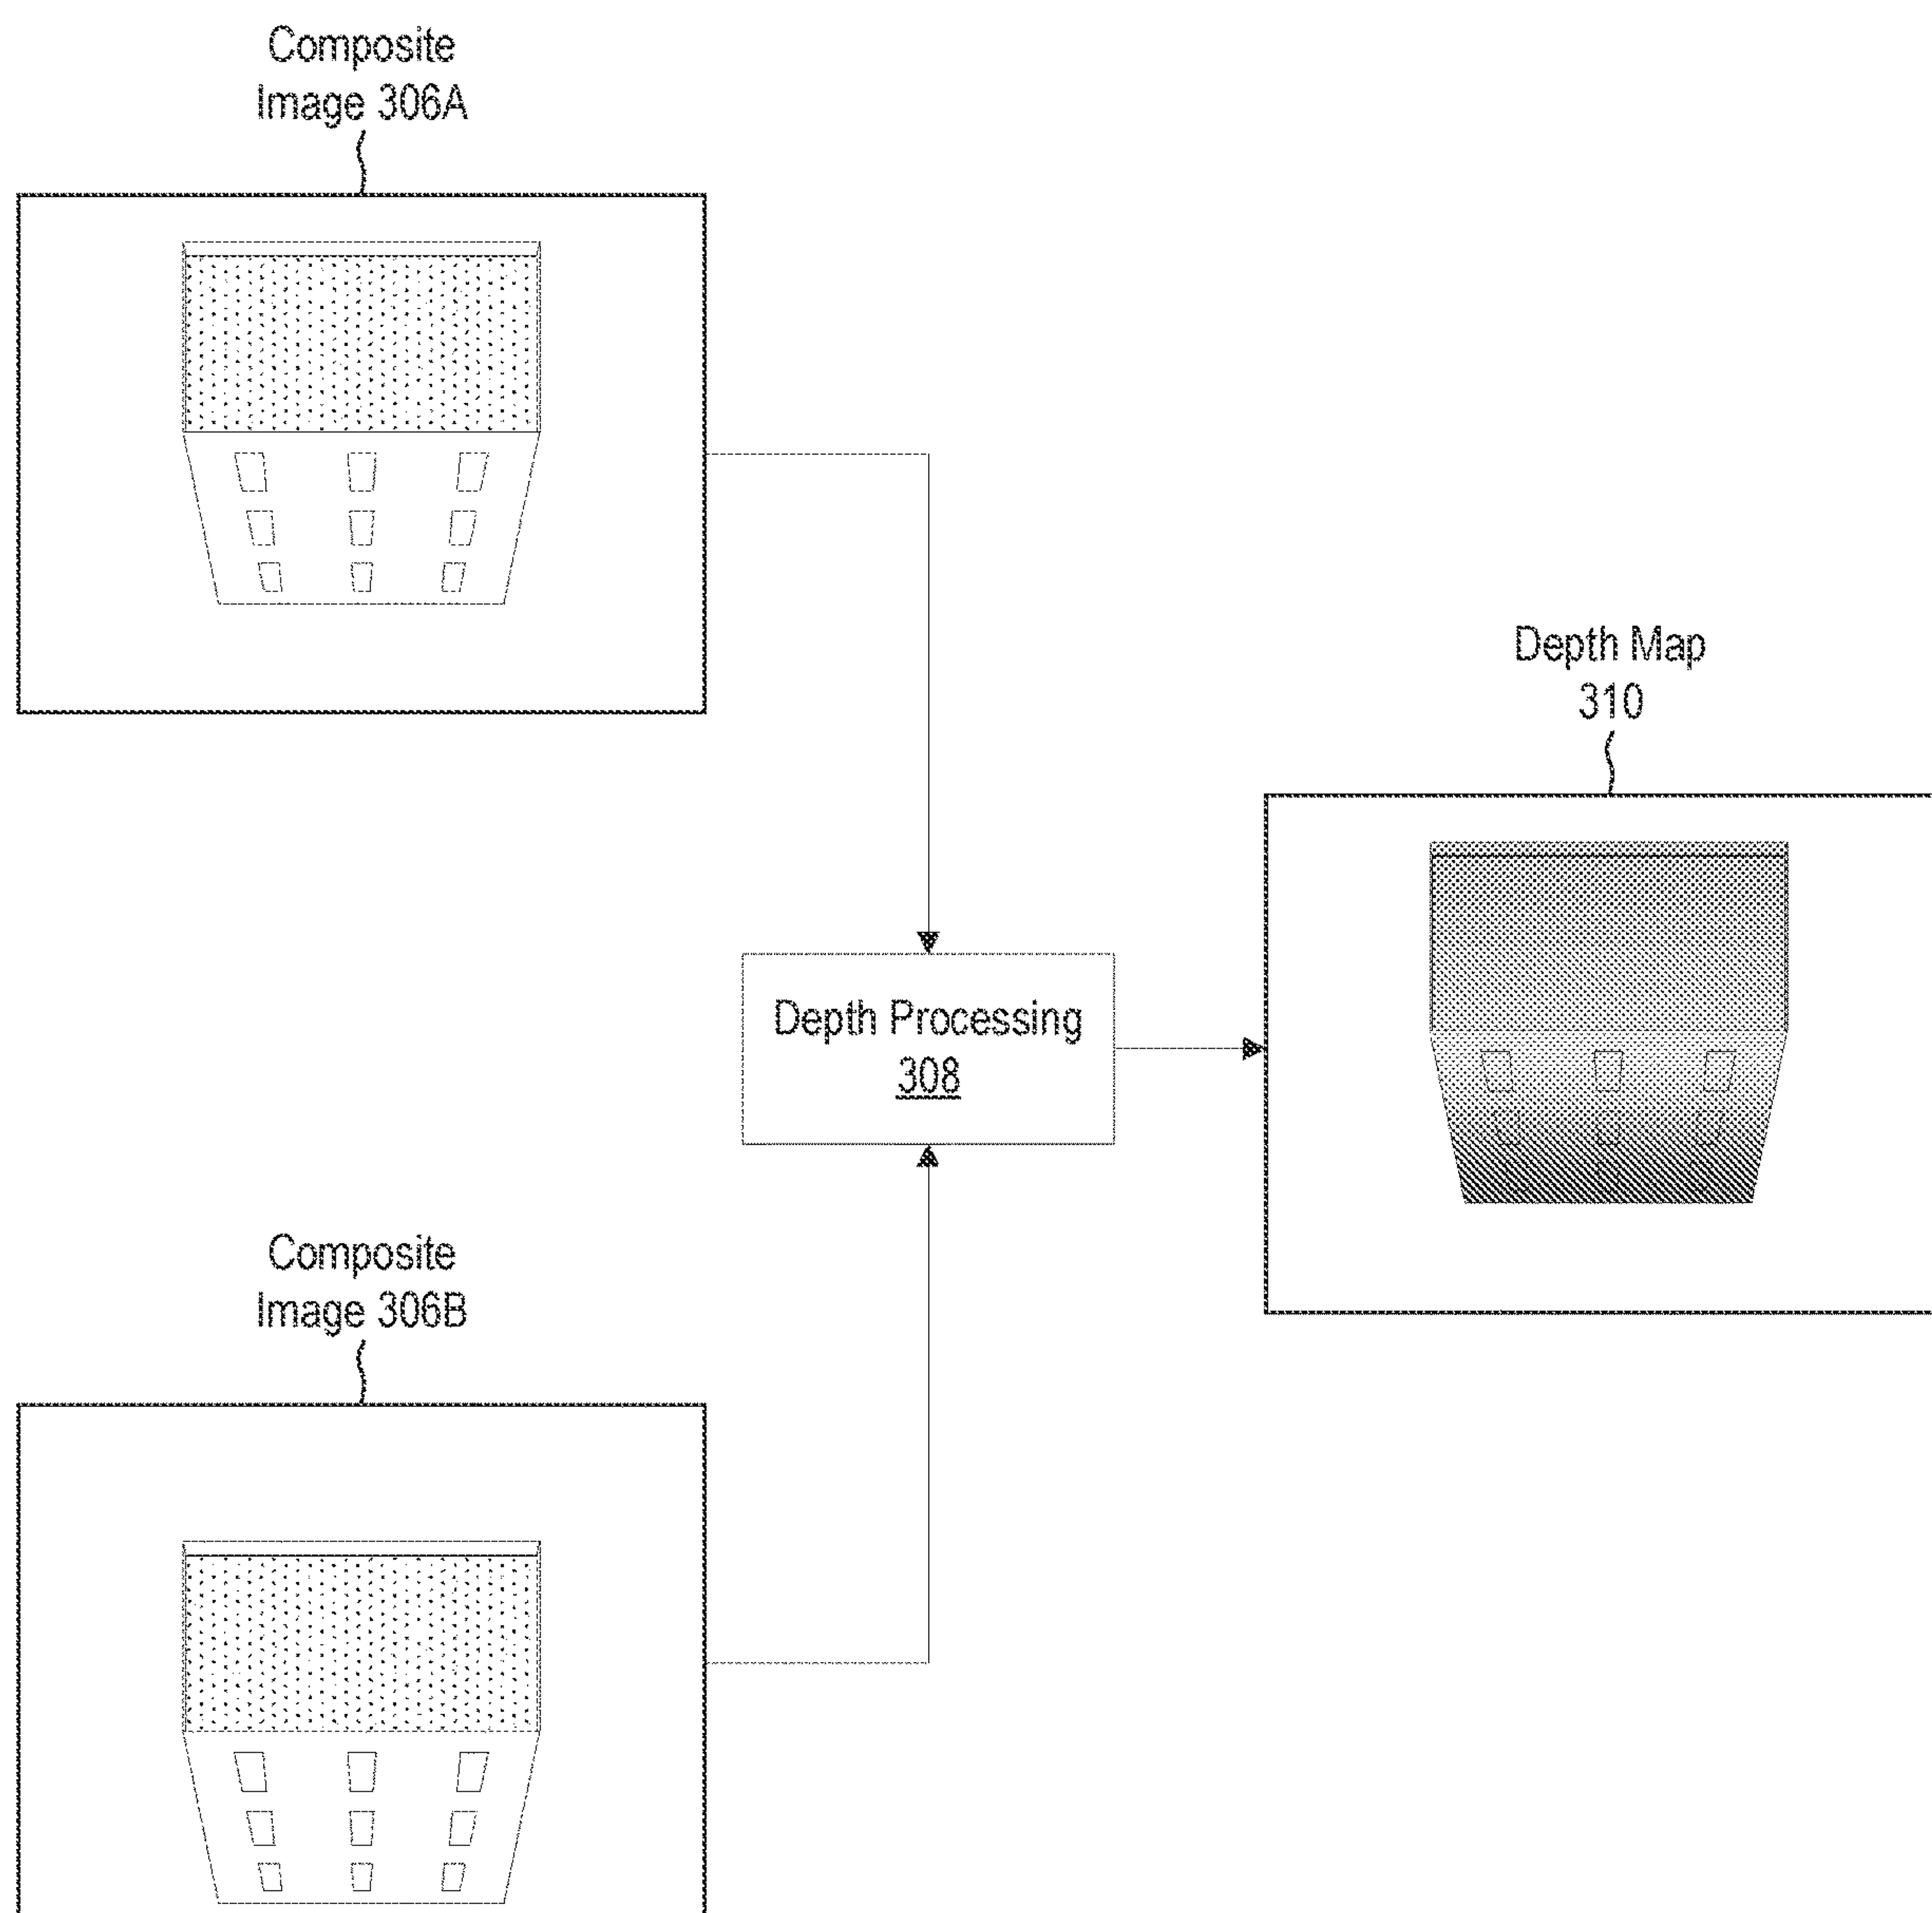 Composite
Image 306A
Depth Map
310
Depth Processing
308
Composite
Image 306B